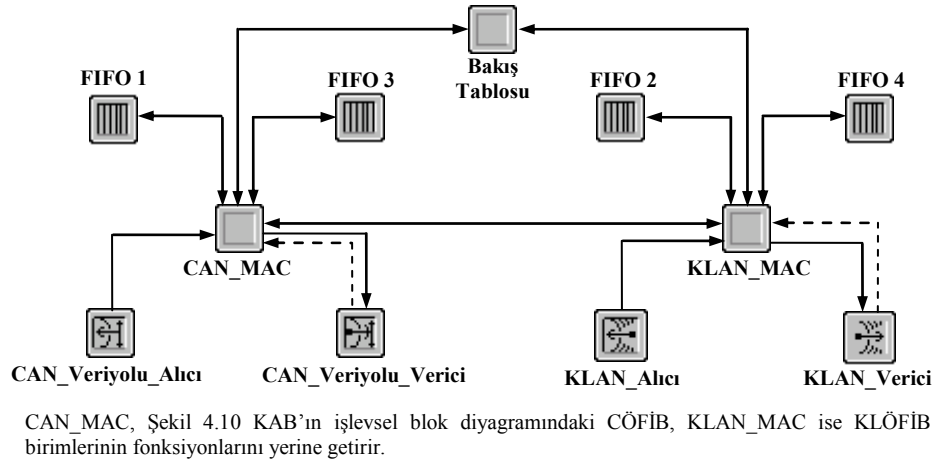 Bakış
Tablosu
FIFO 1
FIFO 3
FIFO 2
FIFO 4
CAN_MAC
KLAN_MAC
CAN_Veriyolu_Alıcı
CAN_Veriyolu_Verici
KLAN_Alıcı
KLAN_Verici
CAN_MAC, Şekil 4.10 KAB’ın işlevsel blok diyagramındaki CÖFİB, KLAN_MAC ise KLÖFİB
birimlerinin fonksiyonlarını yerine getirir.